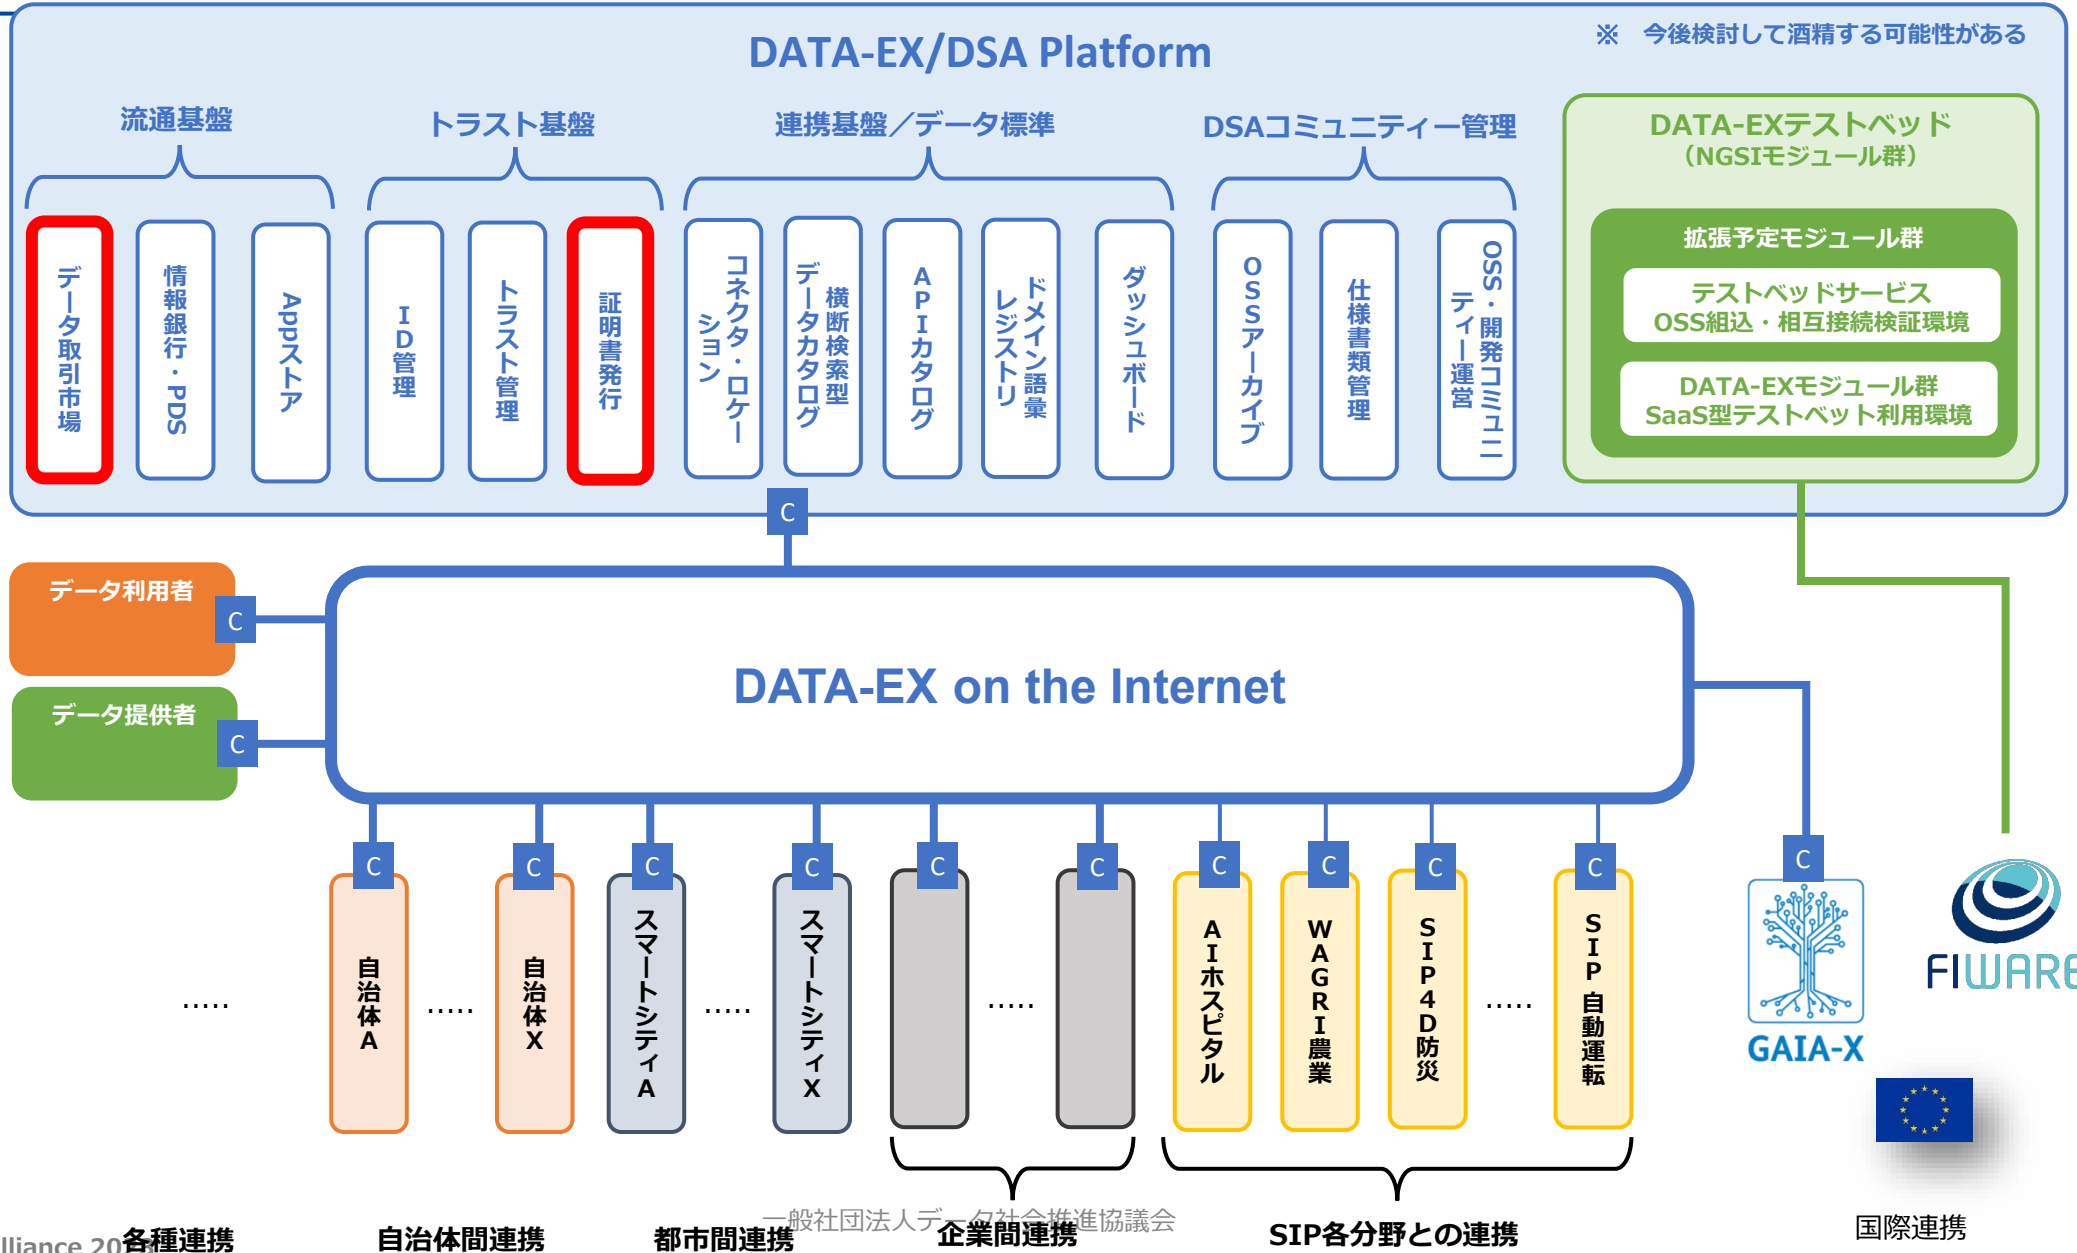 DATA-EX/DSA Platform
※ 今後検討して酒精する可能性がある
流通基盤
トラスト基盤
連携基盤／データ標準
DSAコミュニティー管理
データ取引市場
情報銀行・PDS
Appストア
ID管理
トラスト管理
証明書発行
コネクタ・ロケー
ション
横断検索型
データカタログ
APIカタログ
ドメイン語彙
レジストリ
ダッシュボード
OSSアーカイブ
仕様書類管理
OSS・開発コミュニ
ティー運営
DATA-EXテストベッド
（NGSIモジュール群）
拡張予定モジュール群
テストベッドサービス
OSS組込・相互接続検証環境
DATA-EXモジュール群
SaaS型テストベット利用環境
C
データ利用者
C
データ提供者
C
DATA-EX on the Internet
C
C
C
C
C
C
C
C
C
C
C
自治体A
自治体X
スマートシティA
スマートシティX
AIホスピタル
WAGRI農業
SIP4D防災
SIP自動運転
.....
.....
.....
.....
.....
GAIA-X
FIWARE
各種連携
自治体間連携
都市間連携
企業間連携
SIP各分野との連携
国際連携
一般社団法人データ社会推進協議会